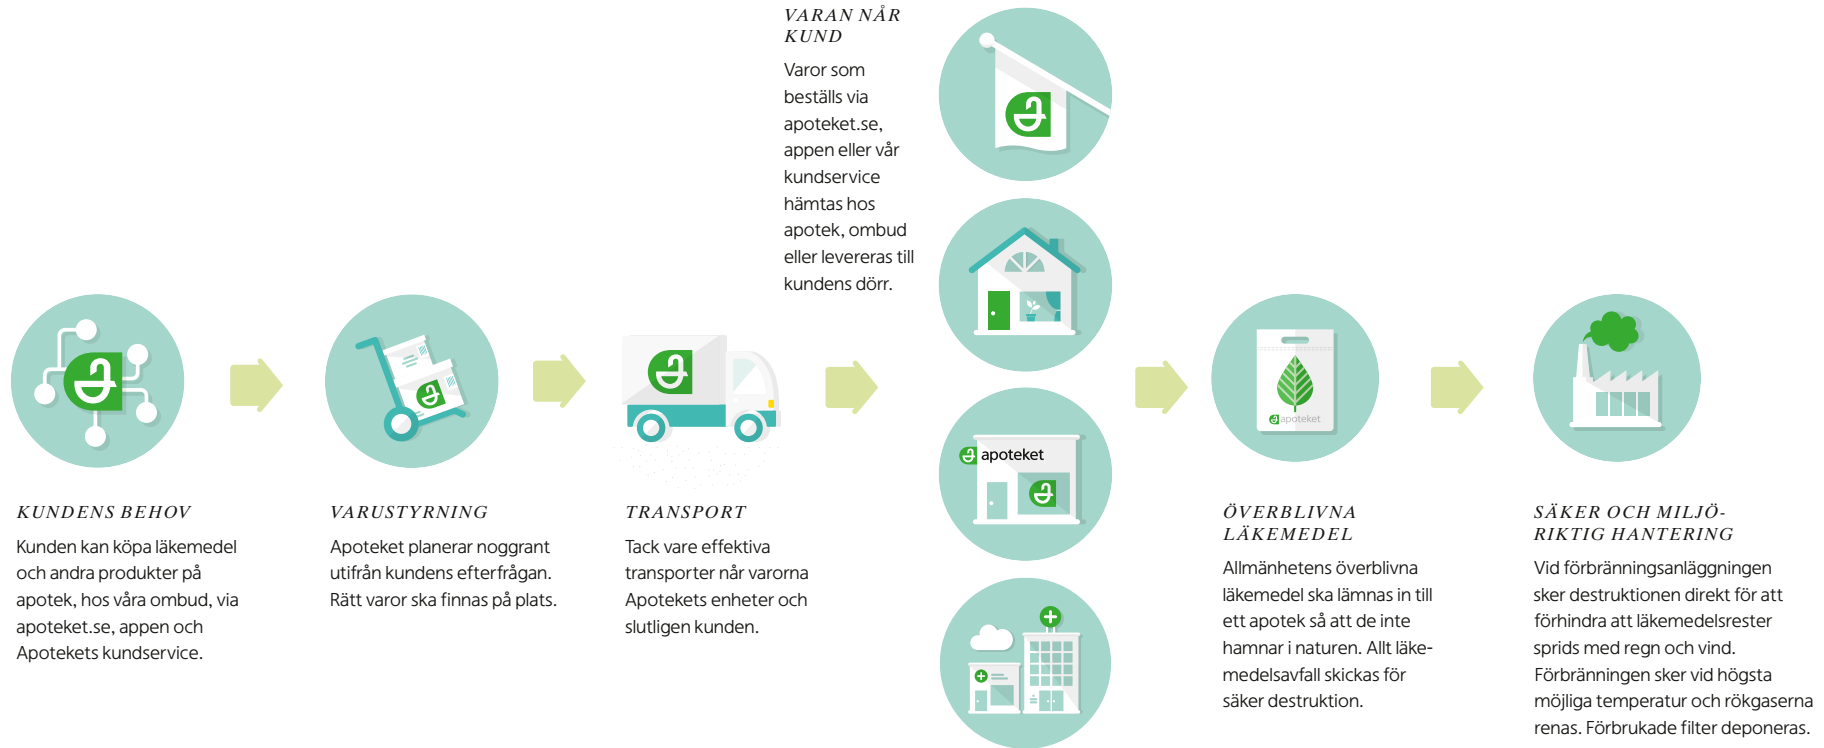 VARAN NÅR
KUND
Varor som
beställs via
apoteket.se,
appen eller vår
kundservice
hämtas hos
apotek, ombud
eller levereras till
kundens dörr.
apoteket
apoteket
KUNDENS BEHOV
Kunden kan köpa läkemedel
och andra produkter på
apotek, hos våra ombud, via
apoteket.se, appen och
Apotekets kundservice.
VARUSTYRNING
Apoteket planerar noggrant
utifrån kundens efterfrågan.
Rätt varor ska finnas på plats.
TRANSPORT
Tack vare effektiva
transporter når varorna
Apotekets enheter och
slutligen kunden.
ÖVERBLIVNA
LÄKEMEDEL
Allmänhetens överblivna
läkemedel ska lämnas in till
ett apotek så att de inte
hamnar i naturen. Allt läke-
medelsavfall skickas för
säker destruktion.
SÄKER OCH MILJÖ-
RIKTIG HANTERING
Vid förbränningsanläggningen
sker destruktionen direkt för att
förhindra att läkemedelsrester
sprids med regn och vind.
Förbränningen sker vid högsta
möjliga temperatur och rökgaserna
renas. Förbrukade filter deponeras.